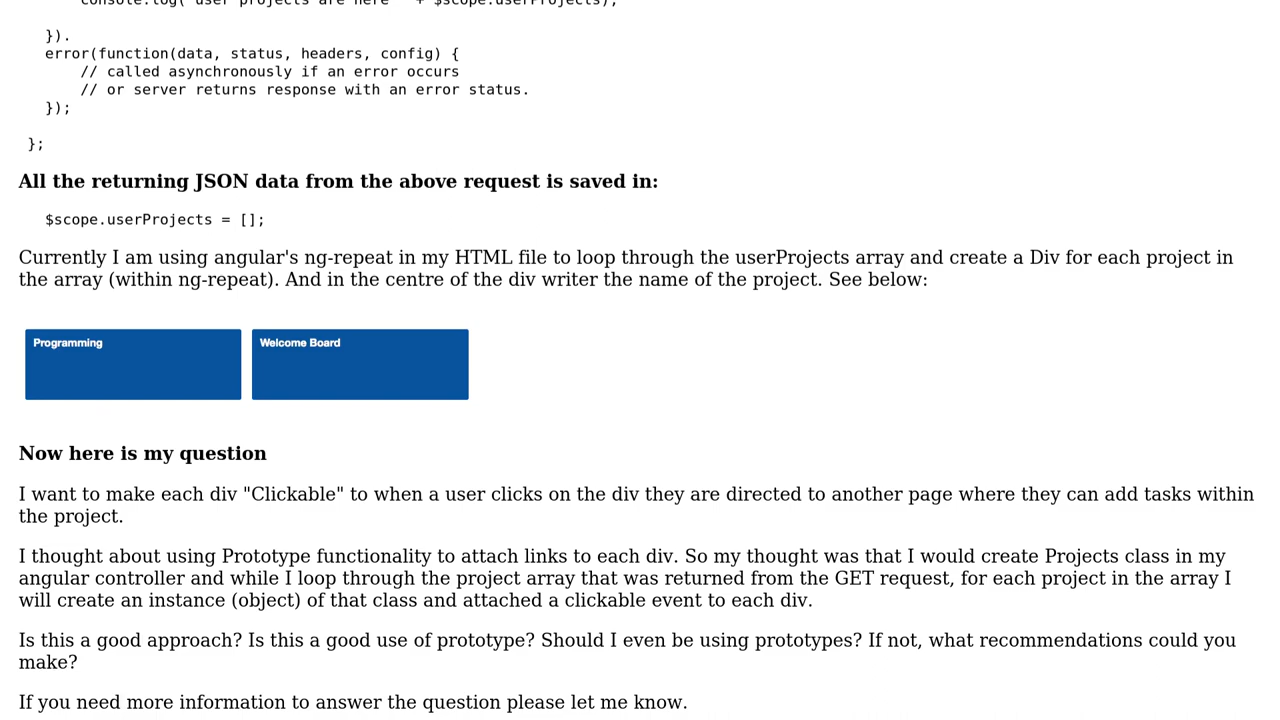 console.log("user projects are here " + $scope.userProjects);
}).
error(function(data, status, headers, config) {
// called asynchronously if an error occurs
// or server returns response with an error status.
});
};
All the returning JSON data from the above request is saved in:
$scope.userProjects = [];
Currently I am using angular's ng-repeat in my HTML file to loop through the userProjects array and create a Div for each project in
the array (within ng-repeat). And in the centre of the div writer the name of the project. See below:
Programming
Welcome Board
Now here is my question
I want to make each div "Clickable" to when a user clicks on the div they are directed to another page where they can add tasks within
the project.
I thought about using Prototype functionality to attach links to each div. So my thought was that I would create Projects class in my
angular controller and while I loop through the project array that was returned from the GET request, for each project in the array I
will create an instance (object) of that class and attached a clickable event to each div.
Is this a good approach? Is this a good use of prototype? Should I even be using prototypes? If not, what recommendations could you
make?
If you need more information to answer the question please let me know.